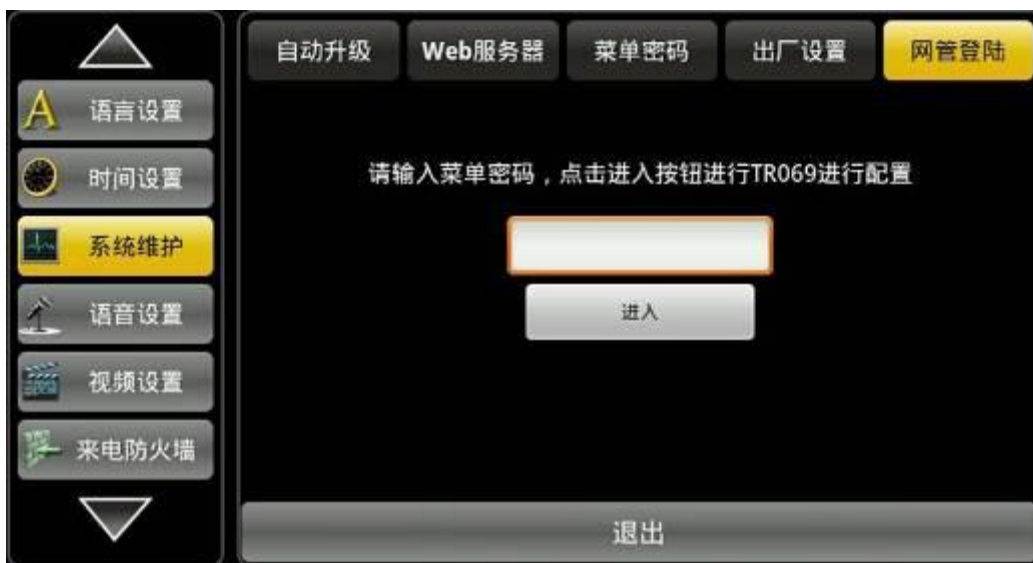 自动升级 Web服务器 菜单密码 出厂设置 网管登陆
语言设置
时间设置
系统维护
语音设置
视频设置
来电防火墙
请输入菜单密码，点击进入按钮进行TR069进行配置
进入
退出